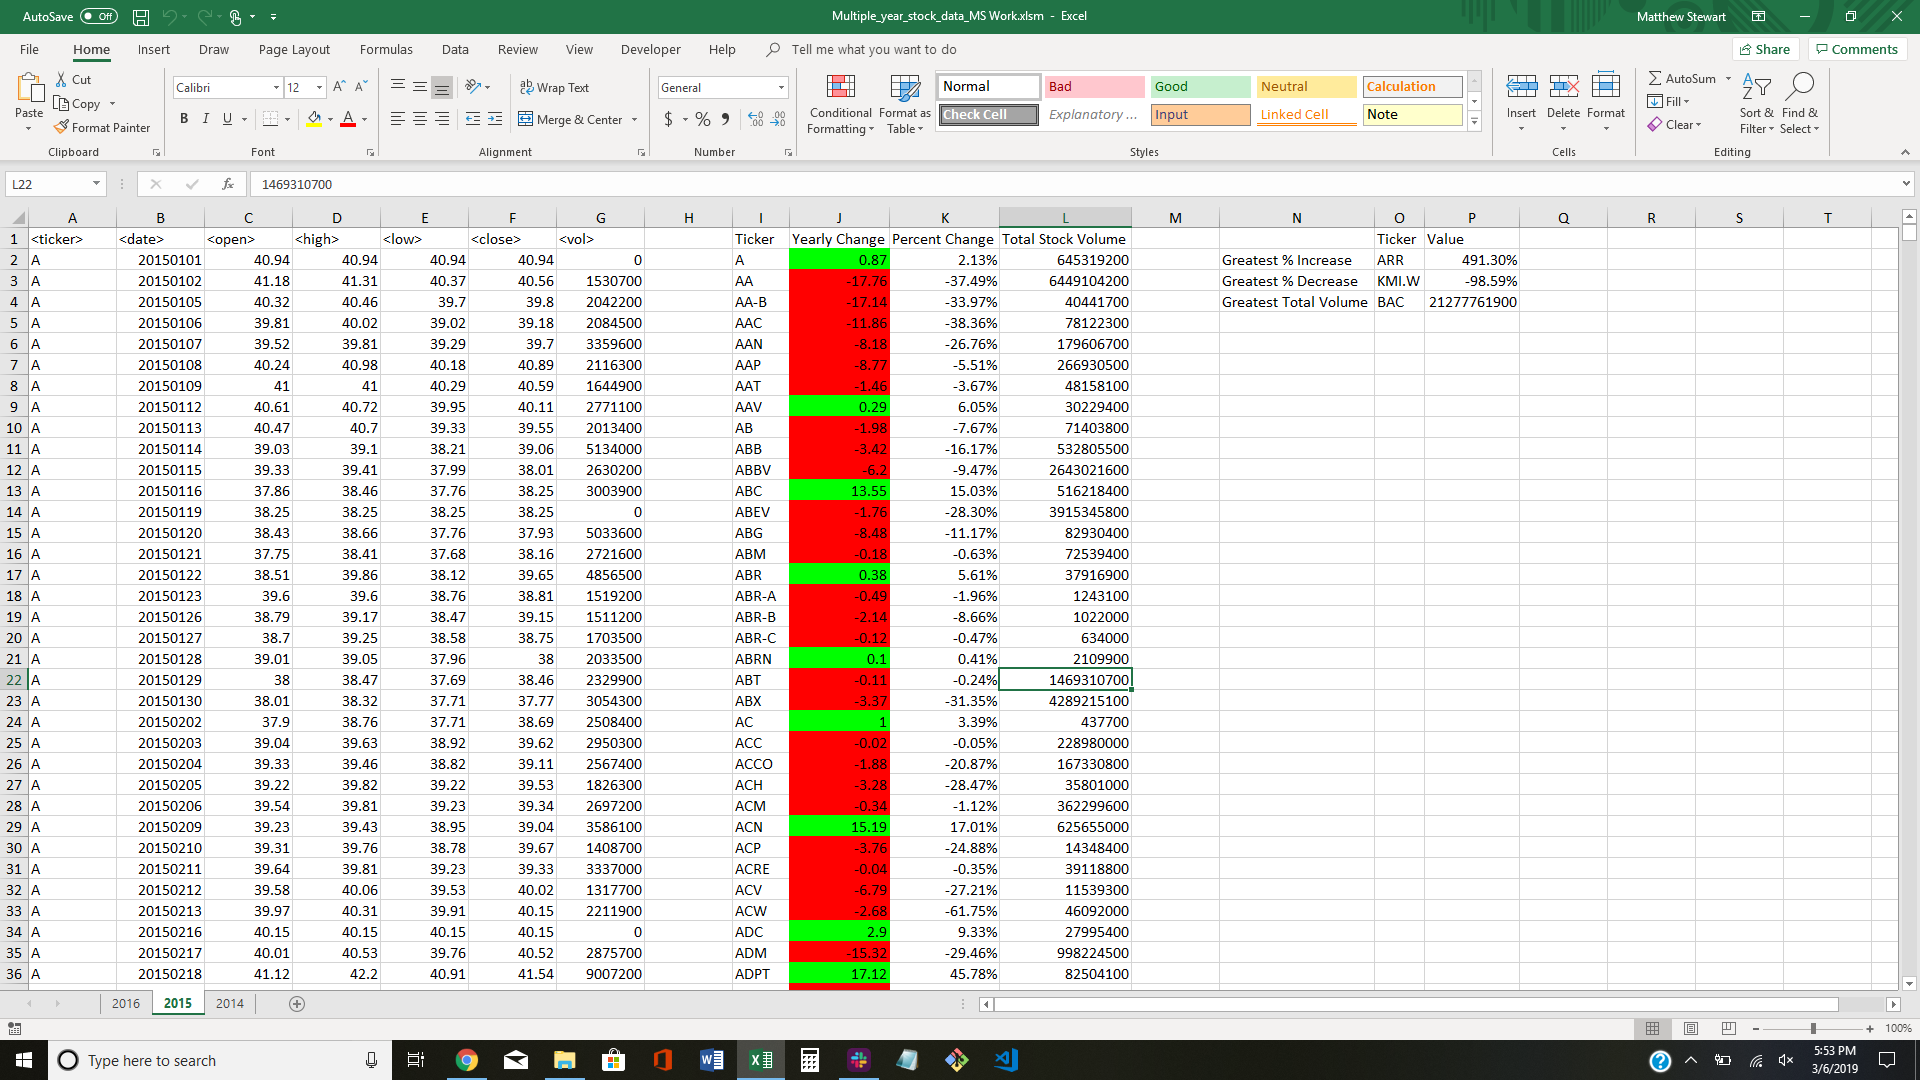 AutoSave Off Multiple_year_stock_data_MS Work.xlsm - Excel Matthew Stewart
File Home Insert Draw Page Layout Formulas Data Review View Developer Help Tell me what you want to do Share Comments
Paste Cut Copy Format Painter Clipboard
Calibri 12 B I U A Font
Wrap Text Merge & Center Alignment
General $ % Number
Conditional Formatting Format as Table
Normal Bad Good Neutral Calculation
Check Cell Explanatory ... Input Linked Cell Note
Styles
Insert Delete Format Cells
AutoSum Fill Clear Sort & Filter Find & Select Editing
L22 fx 1469310700
A B C D E F G H I J K L M N O P Q R S T
1 <ticker> <date> <open> <high> <low> <close> <vol> Ticker Yearly Change Percent Change Total Stock Volume Ticker Value
2 A 20150101 40.94 40.94 40.94 40.94 0 A 0.87 2.13% 645319200 Greatest % Increase ARR 491.30%
3 A 20150102 41.18 41.31 40.37 40.56 1530700 AA -17.76 -37.49% 6449104200 Greatest % Decrease KMI.W -98.59%
4 A 20150105 40.32 40.46 39.7 39.8 2042200 AA-B -17.14 -33.97% 40441700 Greatest Total Volume BAC 21277761900
5 A 20150106 39.81 40.02 39.02 39.18 2084500 AAC -11.86 -38.36% 78122300
6 A 20150107 39.52 39.81 39.29 39.7 3359600 AAN -8.18 -26.76% 179606700
7 A 20150108 40.24 40.98 40.18 40.89 2116300 AAP -8.77 -5.51% 266930500
8 A 20150109 41 41 40.29 40.59 1644900 AAT -1.46 -3.67% 48158100
9 A 20150112 40.61 40.72 39.95 40.11 2771100 AAV 0.29 6.05% 30229400
10 A 20150113 40.47 40.7 39.33 39.55 2013400 AB -1.98 -7.67% 71403800
11 A 20150114 39.03 39.1 38.21 39.06 5134000 ABB -3.42 -16.17% 532805500
12 A 20150115 39.33 39.41 37.99 38.01 2630200 ABBV -6.2 -9.47% 2643021600
13 A 20150116 37.86 38.46 37.76 38.25 3003900 ABC 13.55 15.03% 516218400
14 A 20150119 38.25 38.25 38.25 38.25 0 ABEV -1.76 -28.30% 3915345800
15 A 20150120 38.43 38.66 37.76 37.93 5033600 ABG -8.48 -11.17% 82930400
16 A 20150121 37.75 38.41 37.68 38.16 2721600 ABM -0.18 -0.63% 72539400
17 A 20150122 38.51 39.86 38.12 39.65 4856500 ABR 0.38 5.61% 37916900
18 A 20150123 39.6 39.6 38.76 38.81 1519200 ABR-A -0.49 -1.96% 1243100
19 A 20150126 38.79 39.17 38.47 39.15 1511200 ABR-B -2.14 -8.66% 1022000
20 A 20150127 38.7 39.25 38.58 38.75 1703500 ABR-C -0.12 -0.47% 634000
21 A 20150128 39.01 39.05 37.96 38 2033500 ABRN 0.1 0.41% 2109900
22 A 20150129 38 38.47 37.69 38.46 2329900 ABT -0.11 -0.24% 1469310700
23 A 20150130 38.01 38.32 37.71 37.77 3054300 ABX -3.37 -31.35% 4289215100
24 A 20150202 37.9 38.76 37.71 38.69 2508400 AC 1 3.39% 437700
25 A 20150203 39.04 39.63 38.92 39.62 2950300 ACC -0.02 -0.05% 228980000
26 A 20150204 39.33 39.46 38.82 39.11 2567400 ACCO -1.88 -20.87% 167330800
27 A 20150205 39.22 39.82 39.22 39.53 1826300 ACH -3.28 -28.47% 35801000
28 A 20150206 39.54 39.81 39.23 39.34 2697200 ACM -0.34 -1.12% 362299600
29 A 20150209 39.23 39.43 38.95 39.04 3586100 ACN 15.19 17.01% 625655000
30 A 20150210 39.31 39.76 38.78 39.67 1408700 ACP -3.76 -24.88% 14348400
31 A 20150211 39.64 39.81 39.23 39.33 3337000 ACRE -0.04 -0.35% 39118800
32 A 20150212 39.58 40.06 39.53 40.02 1317700 ACV -6.79 -27.21% 11539300
33 A 20150213 39.97 40.31 39.91 40.15 2211900 ACW -2.68 -61.75% 46092000
34 A 20150216 40.15 40.15 40.15 40.15 0 ADC 2.9 9.33% 27995400
35 A 20150217 40.01 40.53 39.76 40.52 2875700 ADM -15.32 -29.46% 998224500
36 A 20150218 41.12 42.2 40.91 41.54 9007200 ADPT 17.12 45.78% 82504100
2016 2015 2014
100%
Type here to search
5:53 PM
3/6/2019